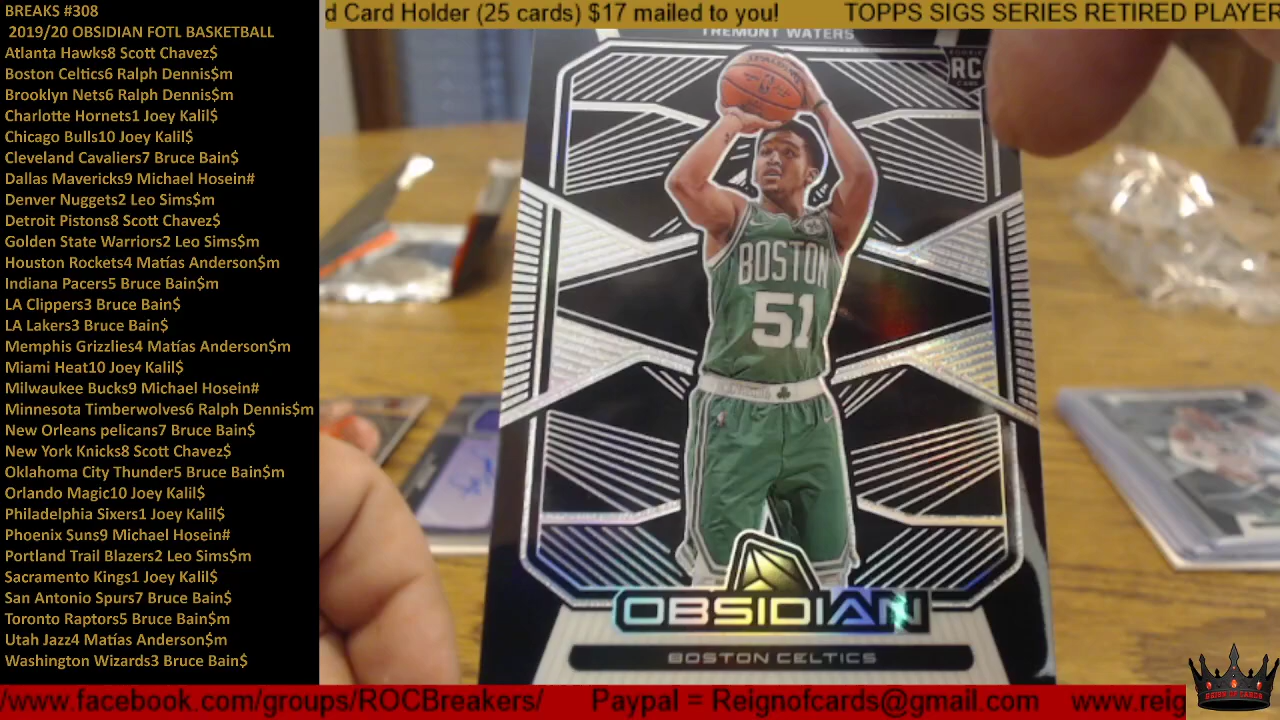 BREAKS #308
2019/20 OBSIDIAN FOTL BASKETBALL
Atlanta Hawks8 Scott Chavez$
Boston Celtics6 Ralph Dennis$m
Brooklyn Nets6 Ralph Dennis$m
Charlotte Hornets1 Joey Kalil$
Chicago Bulls10 Joey Kalil$
Cleveland Cavaliers7 Bruce Bain$
Dallas Mavericks9 Michael Hosein#
Denver Nuggets2 Leo Sims$m
Detroit Pistons8 Scott Chavez$
Golden State Warriors2 Leo Sims$m
Houston Rockets4 Matías Anderson$m
Indiana Pacers5 Bruce Bain$m
LA Clippers3 Bruce Bain$
LA Lakers3 Bruce Bain$
Memphis Grizzlies4 Matías Anderson$m
Miami Heat10 Joey Kalil$
Milwaukee Bucks9 Michael Hosein#
Minnesota Timberwolves6 Ralph Dennis$m
New Orleans pelicans7 Bruce Bain$
New York Knicks8 Scott Chavez$
Oklahoma City Thunder5 Bruce Bain$m
Orlando Magic10 Joey Kalil$
Philadelphia Sixers1 Joey Kalil$
Phoenix Suns9 Michael Hosein#
Portland Trail Blazers2 Leo Sims$m
Sacramento Kings1 Joey Kalil$
San Antonio Spurs7 Bruce Bain$
Toronto Raptors5 Bruce Bain$m
Utah Jazz4 Matías Anderson$m
Washington Wizards3 Bruce Bain$
d Card Holder (25 cards) $17 mailed to you! TOPPS SIGS SERIES RETIRED PLAYER
TREMONT WATERS
ROOKIE
RC
CARD
SPALDING
BOSTON
51
OBSIDIAN
BOSTON CELTICS
/www.facebook.com/groups/ROCBreakers/ Paypal = Reignofcards@gmail.com www.reig
REIGN OF CARDS